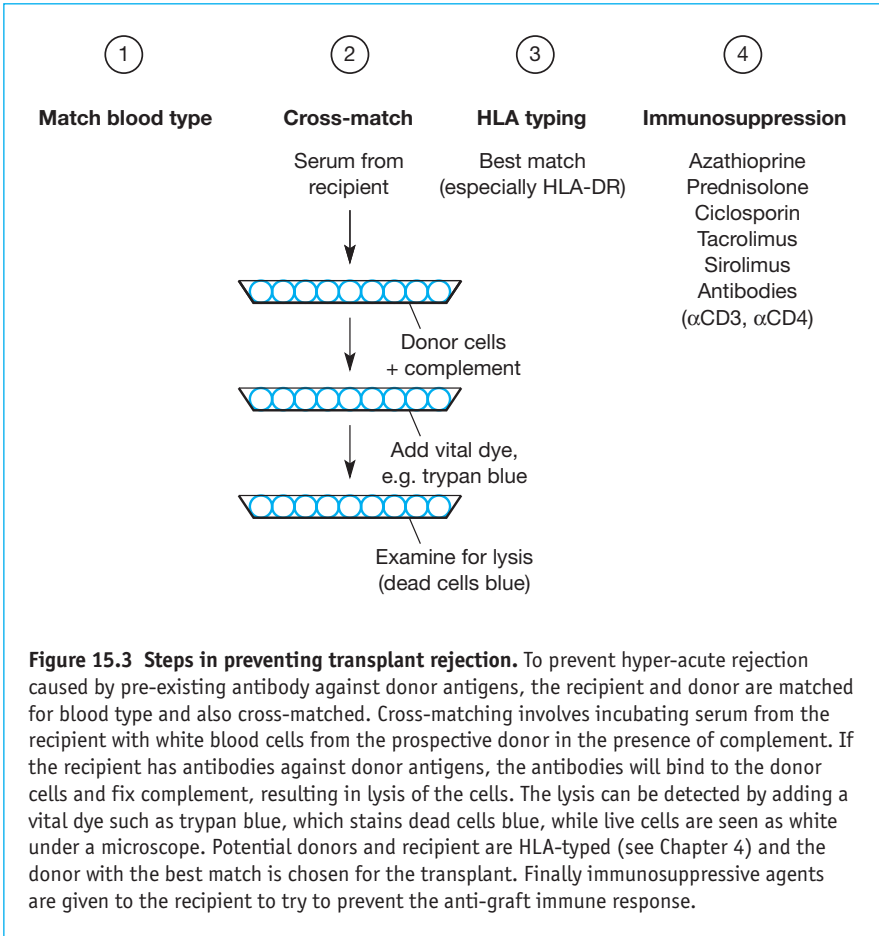 1
2
3
4
Match blood type
Cross-match
HLA typing
Immunosuppression
Serum from
recipient
Best match
(especially HLA-DR)
Azathioprine
Prednisolone
Ciclosporin
Tacrolimus
Sirolimus
Antibodies
(αCD3, αCD4)
Donor cells
+ complement
Add vital dye,
e.g. trypan blue
Examine for lysis
(dead cells blue)
Figure 15.3 Steps in preventing transplant rejection. To prevent hyper-acute rejection
caused by pre-existing antibody against donor antigens, the recipient and donor are matched
for blood type and also cross-matched. Cross-matching involves incubating serum from the
recipient with white blood cells from the prospective donor in the presence of complement. If
the recipient has antibodies against donor antigens, the antibodies will bind to the donor
cells and fix complement, resulting in lysis of the cells. The lysis can be detected by adding a
vital dye such as trypan blue, which stains dead cells blue, while live cells are seen as white
under a microscope. Potential donors and recipient are HLA-typed (see Chapter 4) and the
donor with the best match is chosen for the transplant. Finally immunosuppressive agents
are given to the recipient to try to prevent the anti-graft immune response.